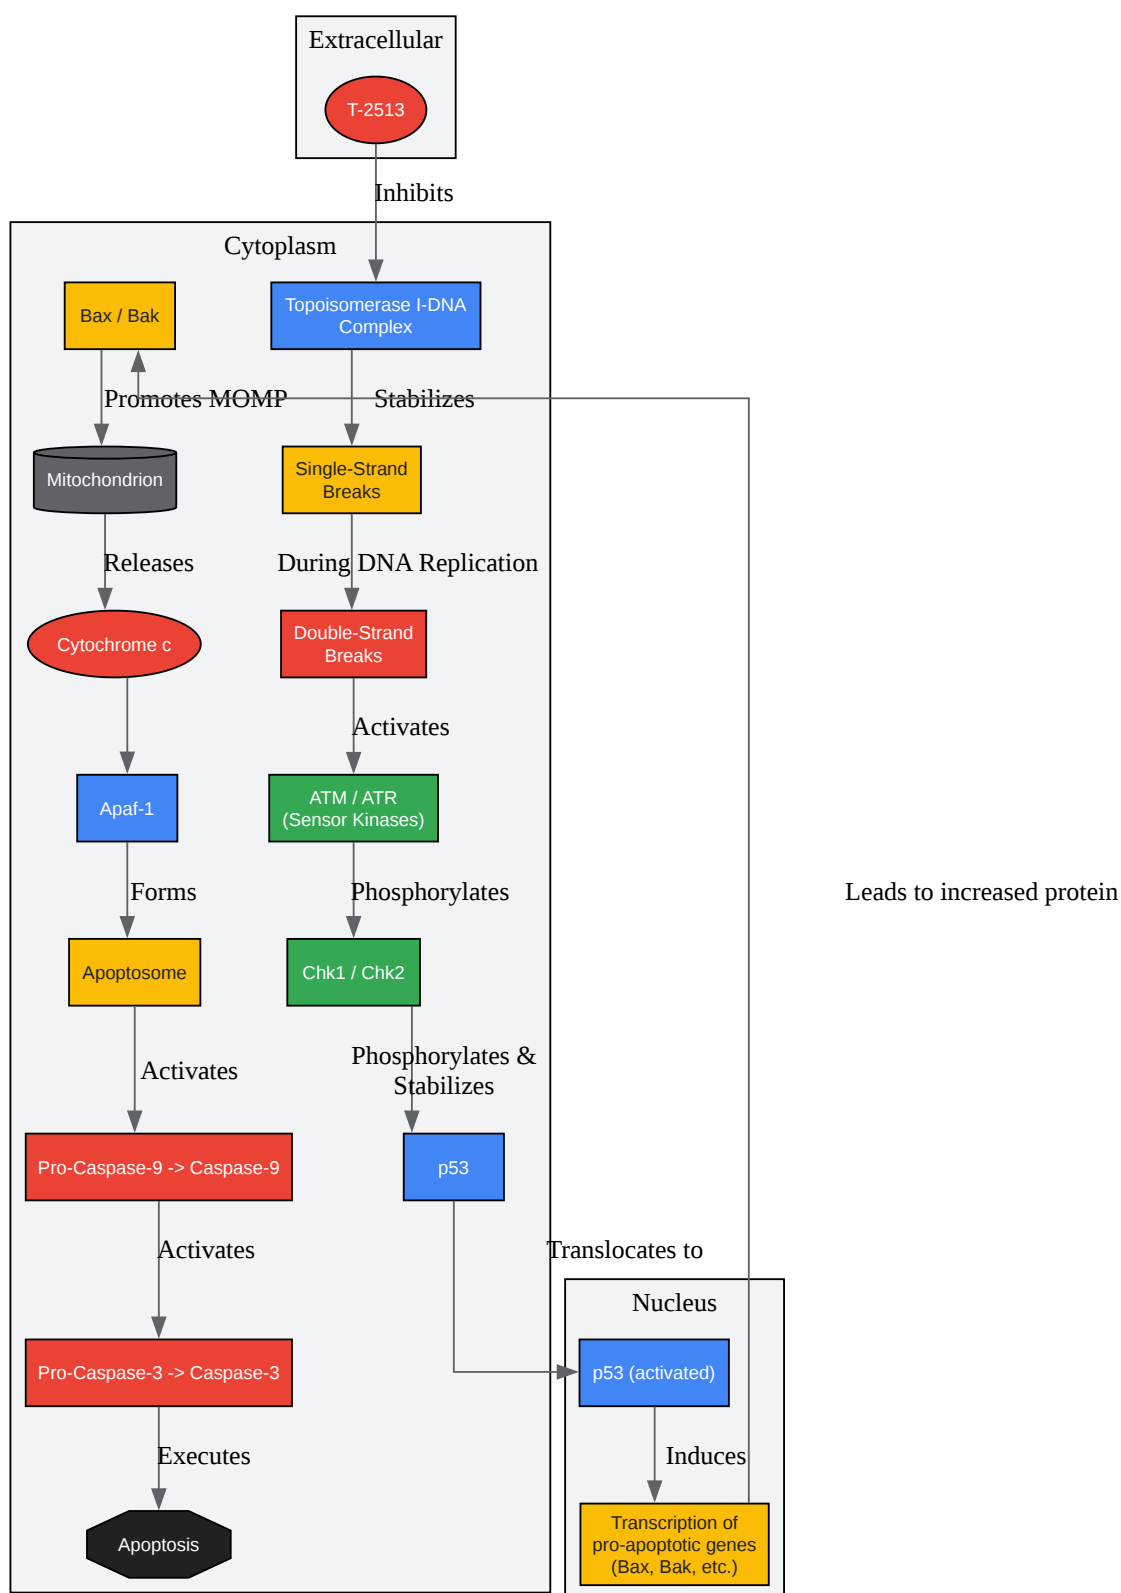 Extracellular
T-2513
Inhibits
Cytoplasm
Bax / Bak
Topoisomerase I-DNA
Complex
Promotes MOMP
Stabilizes
Mitochondrion
Single-Strand
Breaks
Releases
During DNA Replication
Cytochrome c
Double-Strand
Breaks
Activates
Apaf-1
ATM / ATR
(Sensor Kinases)
Forms
Phosphorylates
Leads to increased protein
Apoptosome
Chk1 / Chk2
Activates
Phosphorylates &
Stabilizes
Pro-Caspase-9 -> Caspase-9
p53
Activates
Translocates to
Nucleus
Pro-Caspase-3 -> Caspase-3
p53 (activated)
Executes
Induces
Apoptosis
Transcription of
pro-apoptotic genes
(Bax, Bak, etc.)